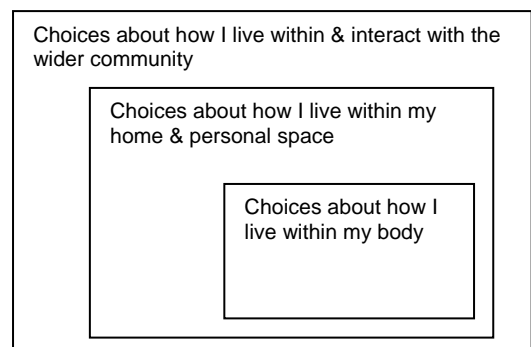 Choices about how I live within & interact with the
wider community
Choices about how I live within my
home & personal space
Choices about how I
live within my body